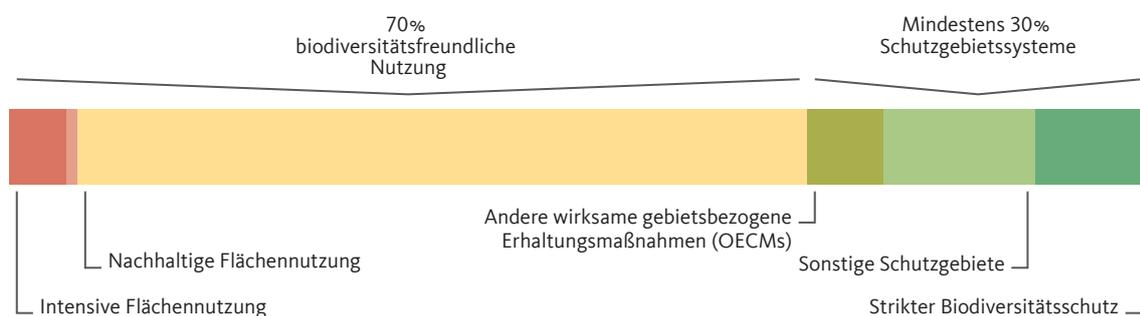 70%
biodiversitätsfreundliche
Nutzung
Mindestens 30%
Schutzgebietssysteme
Andere wirksame gebietsbezogene
Erhaltungsmaßnahmen (OECMs)
Nachhaltige Flächennutzung
Sonstige Schutzgebiete
Intensive Flächennutzung
Strikter Biodiversitätsschutz